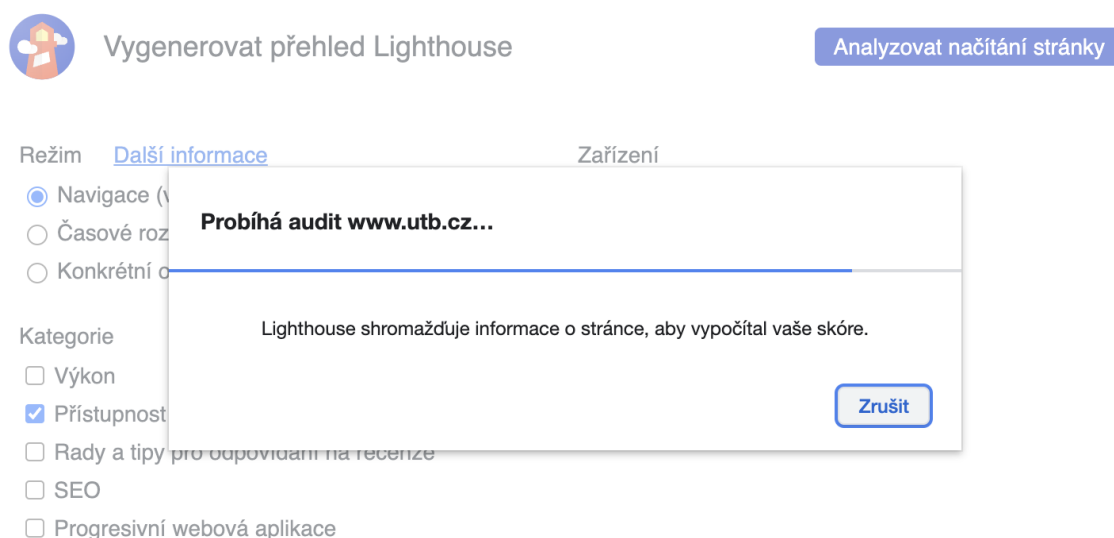 Vygenerovat přehled Lighthouse
Analyzovat načítání stránky
Režim Další informace
Zařízení
Navigace (v
Časové roz
Konkrétní o
Probíhá audit www.utb.cz...
Lighthouse shromažďuje informace o stránce, aby vypočítal vaše skóre.
Zrušit
Kategorie
Výkon
Přístupnost
Rady a tipy pro odpovídání na recenze
SEO
Progresivní webová aplikace